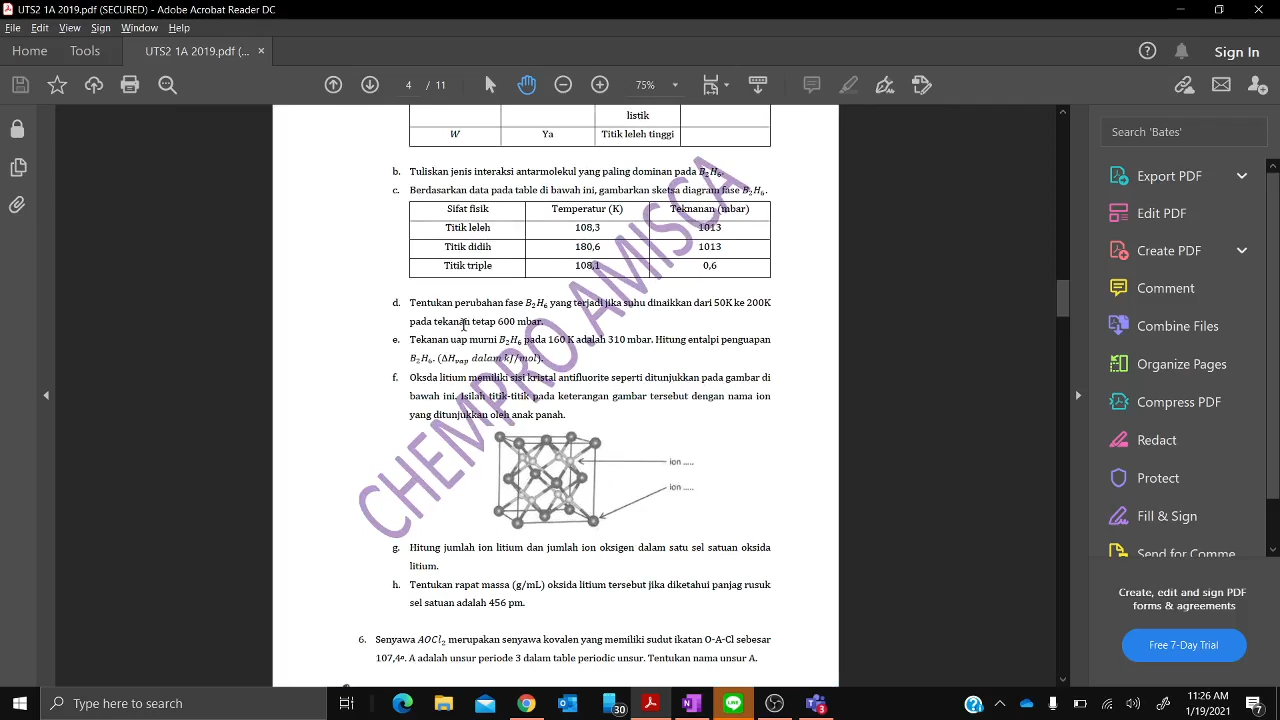 UTS2 1A 2019.pdf (SECURED) - Adobe Acrobat Reader DC
File Edit View Sign Window Help
Home Tools UTS2 1A 2019.pdf (... × Sign In
4 / 11 75%
listik
W Ya Titik leleh tinggi
b. Tuliskan jenis interaksi antarmolekul yang paling dominan pada B₂H₆.
c. Berdasarkan data pada table di bawah ini, gambarkan sketsa diagram fase B₂H₆.
Sifat fisik Temperatur (K) Teknanan (mbar)
Titik leleh 108,3 1013
Titik didih 180,6 1013
Titik triple 108,1 0,6
d. Tentukan perubahan fase B₂H₆ yang terjadi jika suhu dinaikkan dari 50K ke 200K
pada tekanan tetap 600 mbar.
e. Tekanan uap murni B₂H₆ pada 160 K adalah 310 mbar. Hitung entalpi penguapan
B₂H₆. (ΔHvap dalam kJ/mol).
f. Oksda litium memiliki sisi kristal antifluorite seperti ditunjukkan pada gambar di
bawah ini. Isilah titik-titik pada keterangan gambar tersebut dengan nama ion
yang ditunjukkan oleh anak panah.
ion .....
ion .....
g. Hitung jumlah ion litium dan jumlah ion oksigen dalam satu sel satuan oksida
litium.
h. Tentukan rapat massa (g/mL) oksida litium tersebut jika diketahui panjag rusuk
sel satuan adalah 456 pm.
6. Senyawa AOCl₂ merupakan senyawa kovalen yang memiliki sudut ikatan O-A-Cl sebesar
107,4º. A adalah unsur periode 3 dalam table periodic unsur. Tentukan nama unsur A.
CHEMPRO AMISCA
Search 'Bates'
Export PDF
Edit PDF
Create PDF
Comment
Combine Files
Organize Pages
Compress PDF
Redact
Protect
Fill & Sign
Send for Comme
Create, edit and sign PDF
forms & agreements
Free 7-Day Trial
Type here to search
30
3
11:26 AM
1/19/2021
7